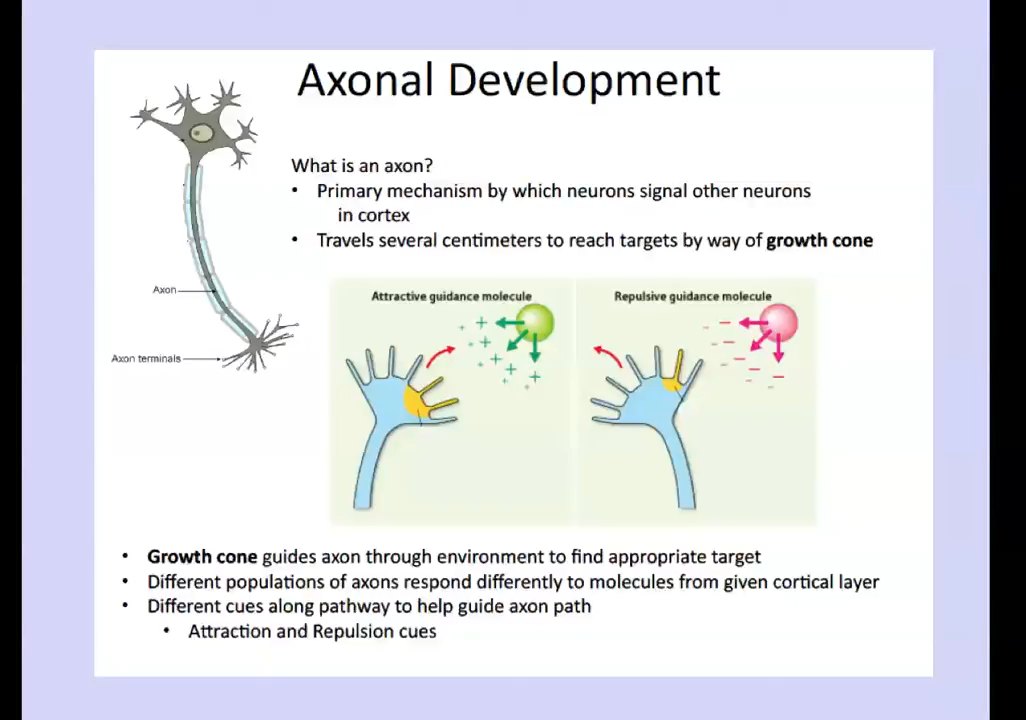 Axonal Development
What is an axon?
• Primary mechanism by which neurons signal other neurons
in cortex
• Travels several centimeters to reach targets by way of growth cone
Axon
Axon terminals
Attractive guidance molecule
Repulsive guidance molecule
• Growth cone guides axon through environment to find appropriate target
• Different populations of axons respond differently to molecules from given cortical layer
• Different cues along pathway to help guide axon path
• Attraction and Repulsion cues